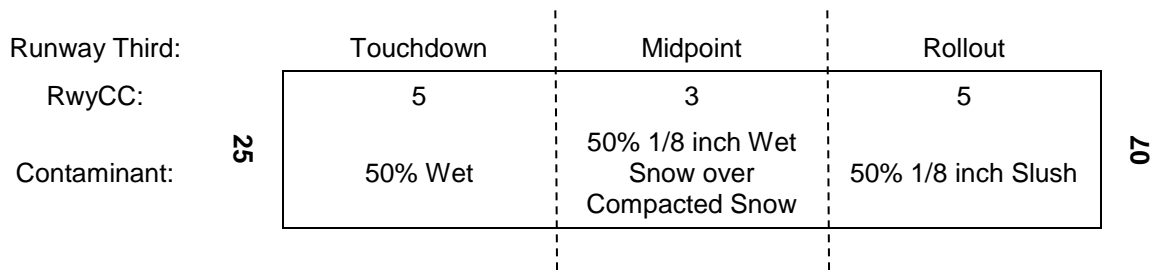 Runway Third: Touchdown Midpoint Rollout
RwyCC: 5 3 5
25
Contaminant: 50% Wet
50% 1/8 inch Wet
Snow over
Compacted Snow
50% 1/8 inch Slush
07